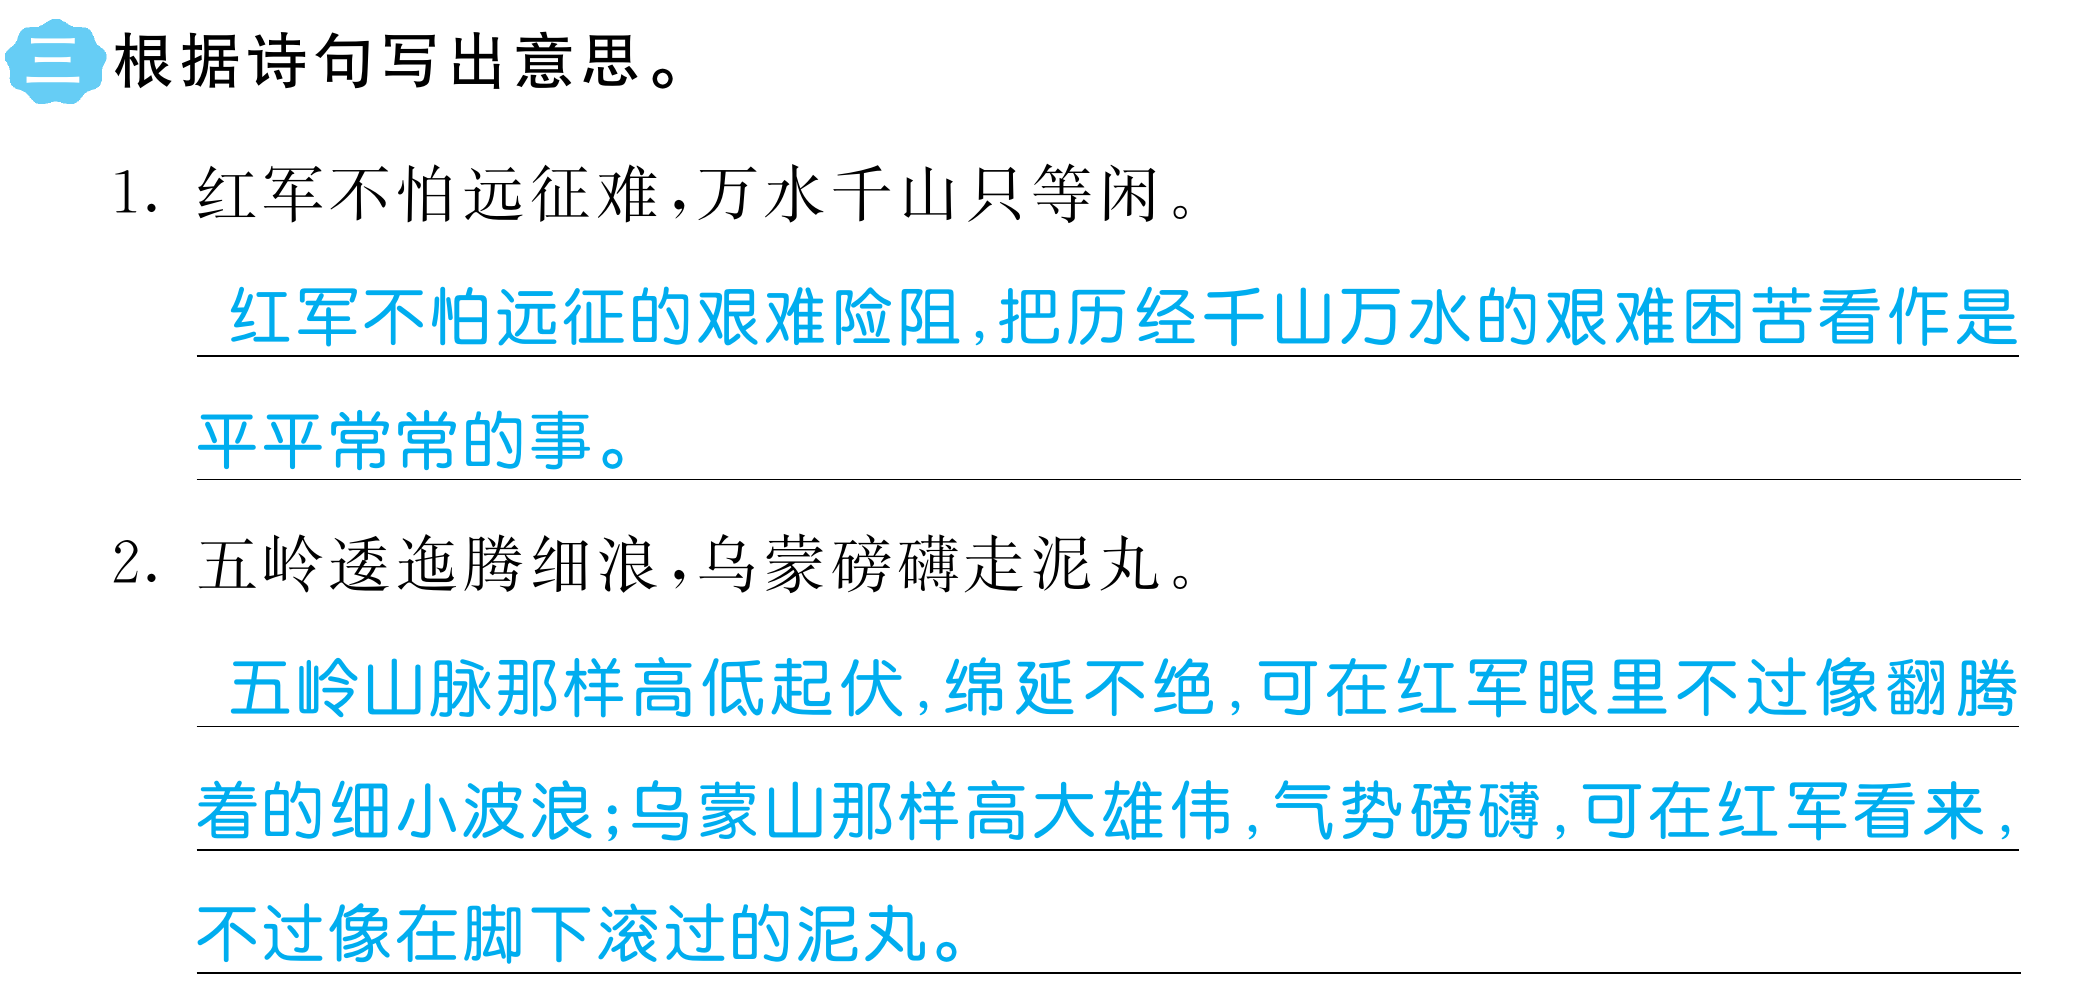 三 根据诗句写出意思。
1. 红军不怕远征难,万水千山只等闲。
红军不怕远征的艰难险阻,把历经千山万水的艰难困苦看作是
平平常常的事。
2. 五岭逶迤腾细浪,乌蒙磅礴走泥丸。
五岭山脉那样高低起伏,绵延不绝,可在红军眼里不过像翻腾
着的细小波浪;乌蒙山那样高大雄伟,气势磅礴,可在红军看来,
不过像在脚下滚过的泥丸。